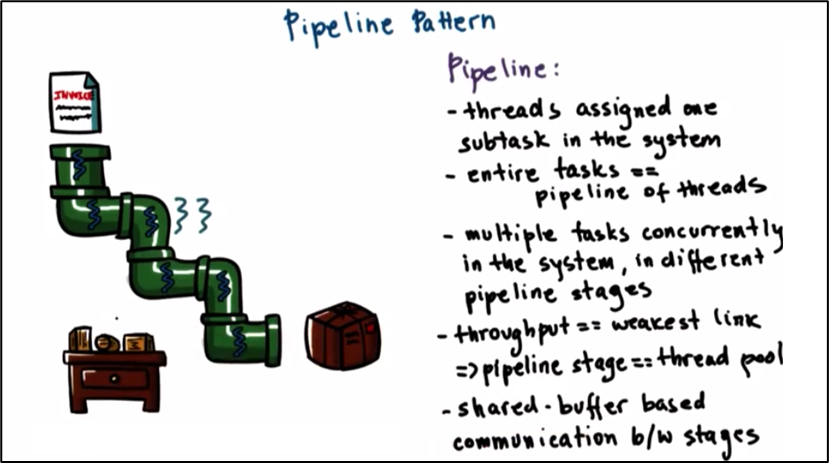 Pipeline Pattern
INVOICE
Pipeline:
- threads assigned one
subtask in the system
- entire tasks ==
pipeline of threads
- multiple tasks concurrently
in the system, in different
pipeline stages
- throughput == weakest link
=> pipeline stage == thread pool
- shared-buffer based
communication b/w stages